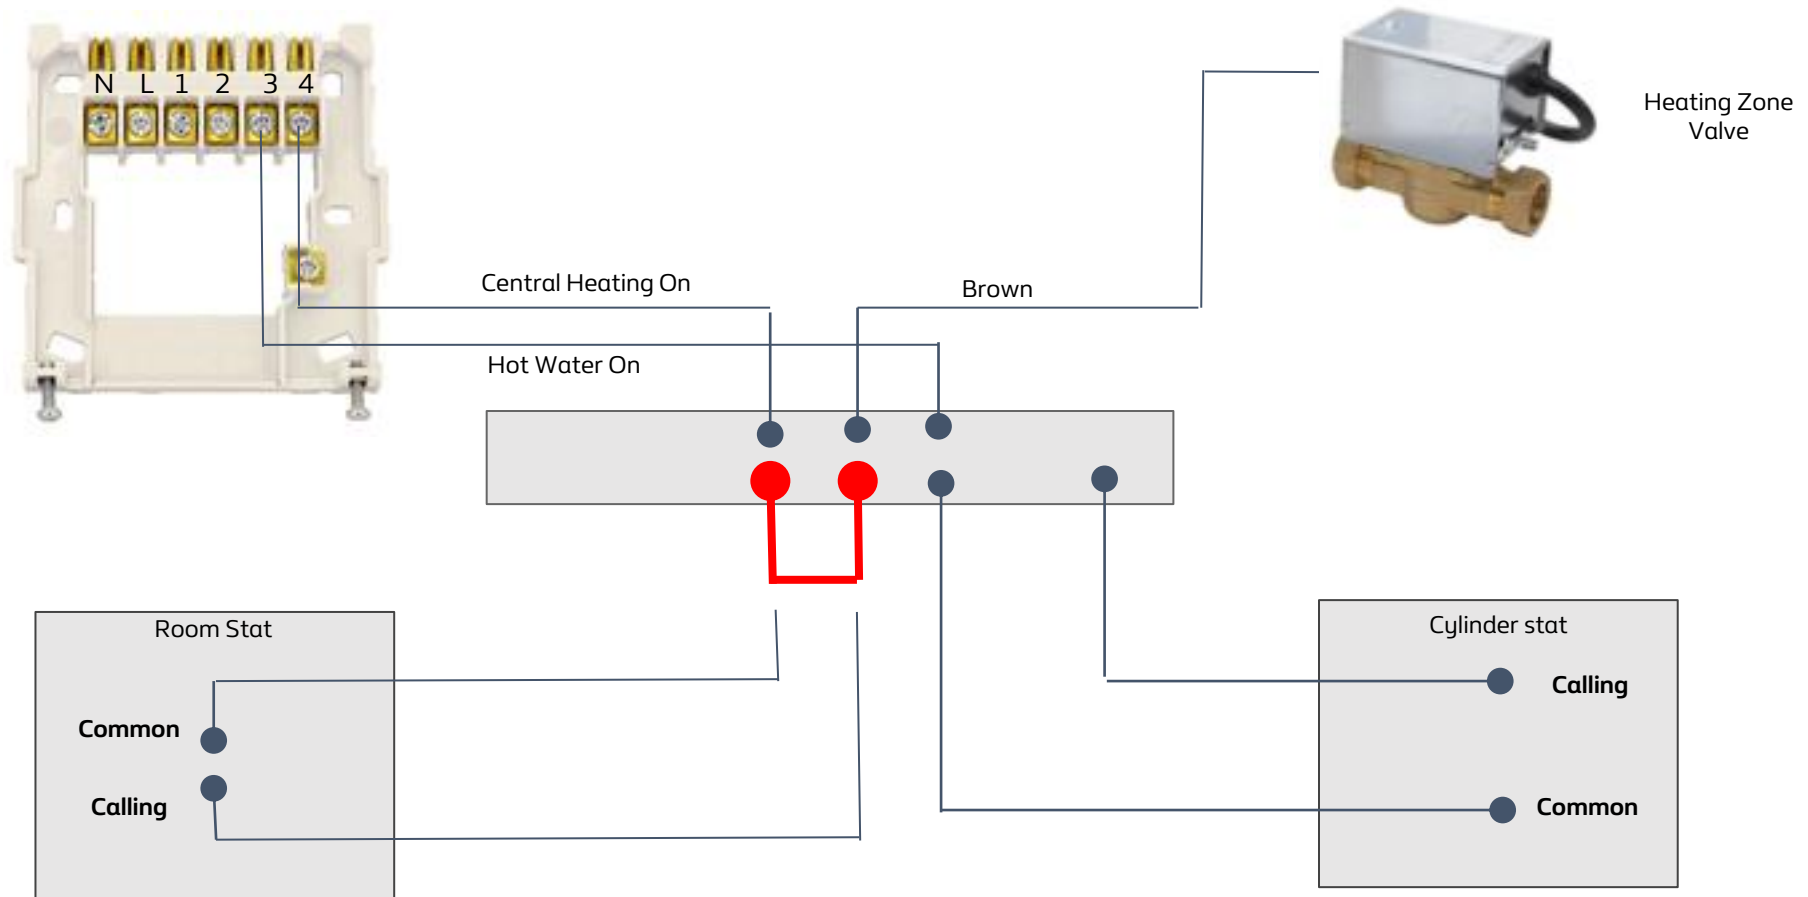 N L 1 2 3 4
Heating Zone
Valve
Central Heating On
Brown
Hot Water On
Room Stat
Common
Calling
Cylinder stat
Calling
Common